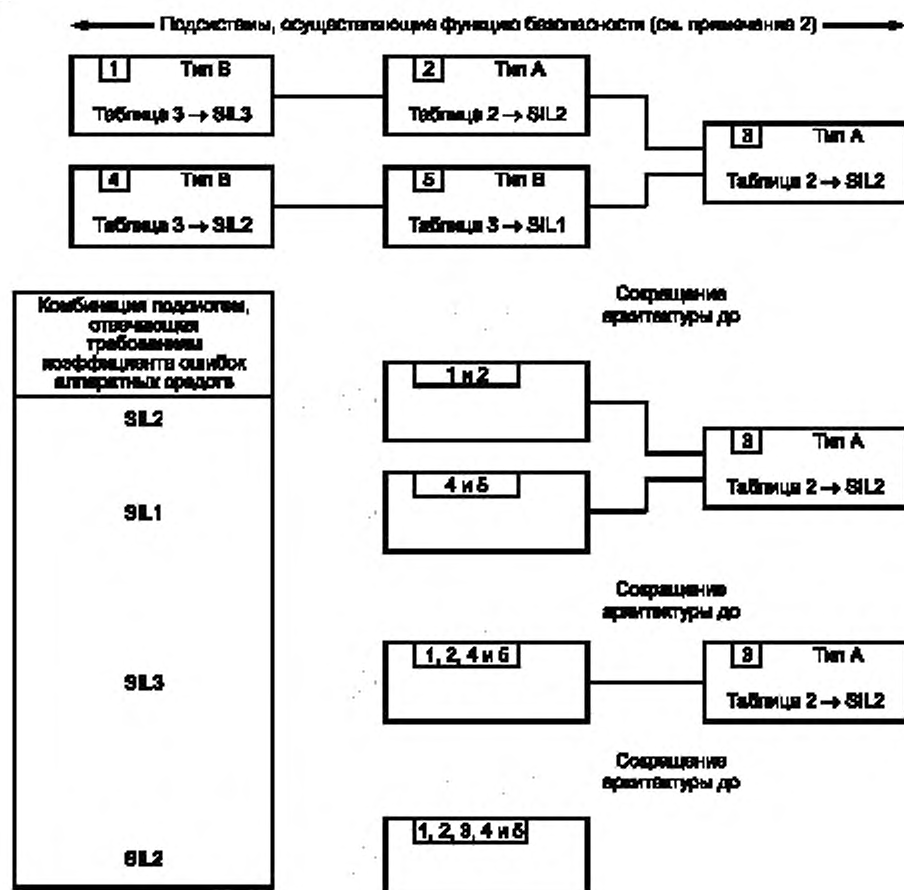 Подсистемы, осуществляющие функцию безопасности (см. примечание 2)
1 Тип B
Таблица 3 → SIL3
2 Тип A
Таблица 2 → SIL2
3 Тип A
Таблица 2 → SIL2
4 Тип B
Таблица 3 → SIL2
5 Тип B
Таблица 3 → SIL1
Комбинация подсистем,
отвечающая
требованиям
коэффициента ошибок
аппаратных средств
SIL2
SIL1
SIL3
SIL2
Сокращение
архитектуры до
1 и 2
4 и 5
3 Тип A
Таблица 2 → SIL2
Сокращение
архитектуры до
1, 2, 4 и 5
3 Тип A
Таблица 2 → SIL2
Сокращение
архитектуры до
1, 2, 3, 4 и 5